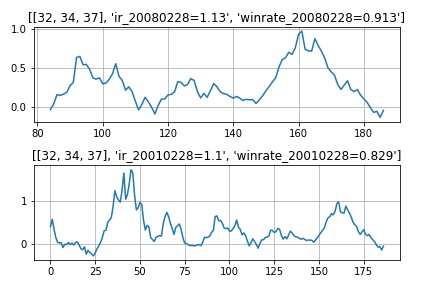 [[32, 34, 37], 'ir_20080228=1.13', 'winrate_20080228=0.913']
1.0
0.5
0.0
80 100 120 140 160 180
[[32, 34, 37], 'ir_20010228=1.1', 'winrate_20010228=0.829']
1
0
0 25 50 75 100 125 150 175